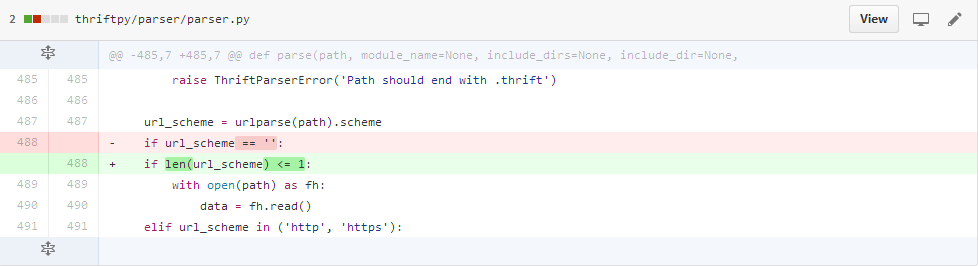 2 thriftpy/parser/parser.py View
@@ -485,7 +485,7 @@ def parse(path, module_name=None, include_dirs=None, include_dir=None,
485 485 raise ThriftParserError('Path should end with .thrift')
486 486
487 487 url_scheme = urlparse(path).scheme
488 - if url_scheme == '':
488 + if len(url_scheme) <= 1:
489 489 with open(path) as fh:
490 490 data = fh.read()
491 491 elif url_scheme in ('http', 'https'):